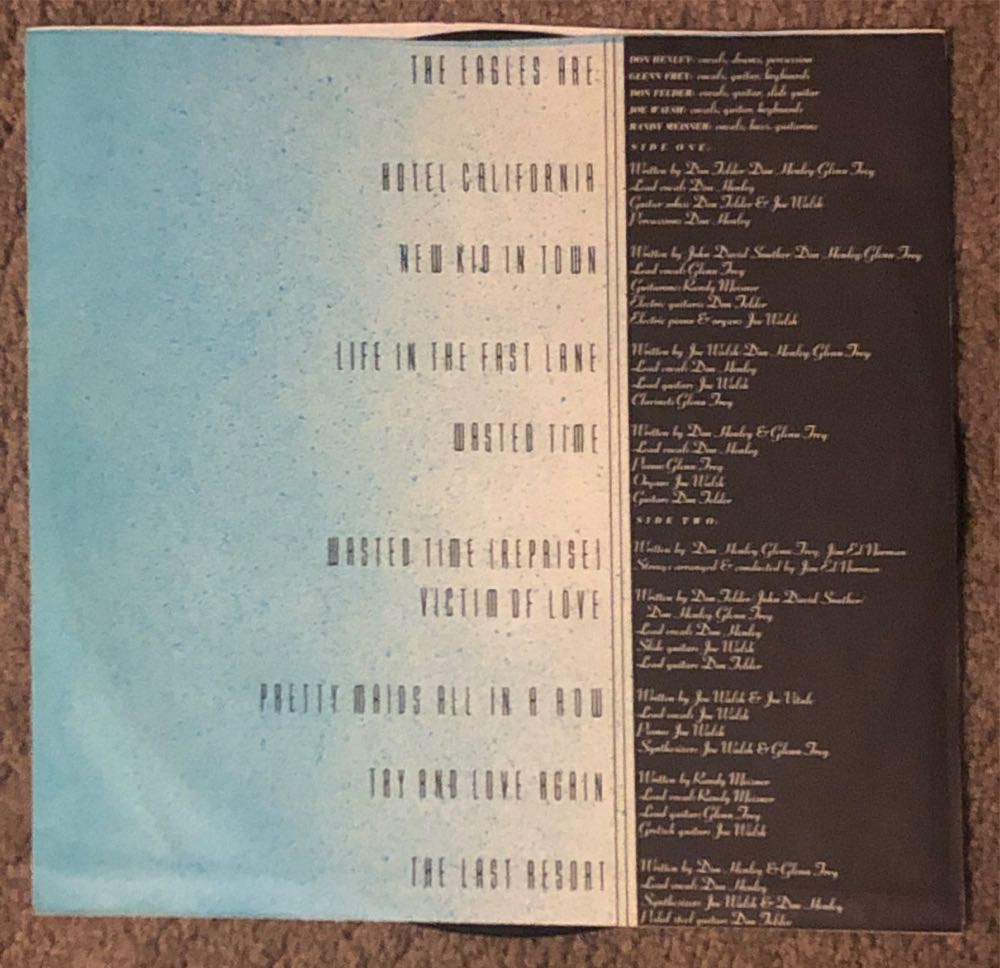 THE EAGLES ARE:
DON HENLEY: vocals, drums, percussion
GLENN FREY: vocals, guitar, keyboards
DON FELDER: vocals, guitar, slide guitar
JOE WALSH: vocals, guitar, keyboards
RANDY MEISNER: vocals, bass, guitarone
SIDE ONE:
HOTEL CALIFORNIA
Written by Don Felder Don Henley Glenn Frey
Lead vocal: Don Henley
Guitar solos: Don Felder & Joe Walsh
Percussion: Don Henley
NEW KID IN TOWN
Written by John David Souther Don Henley Glenn Frey
Lead vocal: Glenn Frey
Guitarone: Randy Meisner
Electric guitars: Don Felder
Electric piano & organ: Joe Walsh
LIFE IN THE FAST LANE
Written by Joe Walsh Don Henley Glenn Frey
Lead vocal: Don Henley
Lead guitar: Joe Walsh
Clavinet: Glenn Frey
WASTED TIME
Written by Don Henley & Glenn Frey
Lead vocal: Don Henley
Piano: Glenn Frey
Organ: Joe Walsh
Guitar: Don Felder
SIDE TWO:
WASTED TIME (REPRISE)
Written by Don Henley Glenn Frey, Jim Ed Norman
Strings arranged & conducted by Jim Ed Norman
VICTIM OF LOVE
Written by Don Felder John David Souther
Don Henley Glenn Frey
Lead vocal: Don Henley
Slide guitar: Joe Walsh
Lead guitar: Don Felder
PRETTY MAIDS ALL IN A ROW
Written by Joe Walsh & Joe Vitale
Lead vocal: Joe Walsh
Piano: Joe Walsh
Synthesizer: Joe Walsh & Glenn Frey
TRY AND LOVE AGAIN
Written by Randy Meisner
Lead vocal: Randy Meisner
Lead guitar: Glenn Frey
Gretsch guitar: Joe Walsh
THE LAST RESORT
Written by Don Henley & Glenn Frey
Lead vocal: Don Henley
Synthesizer: Joe Walsh & Don Henley
Pedal steel guitar: Don Felder